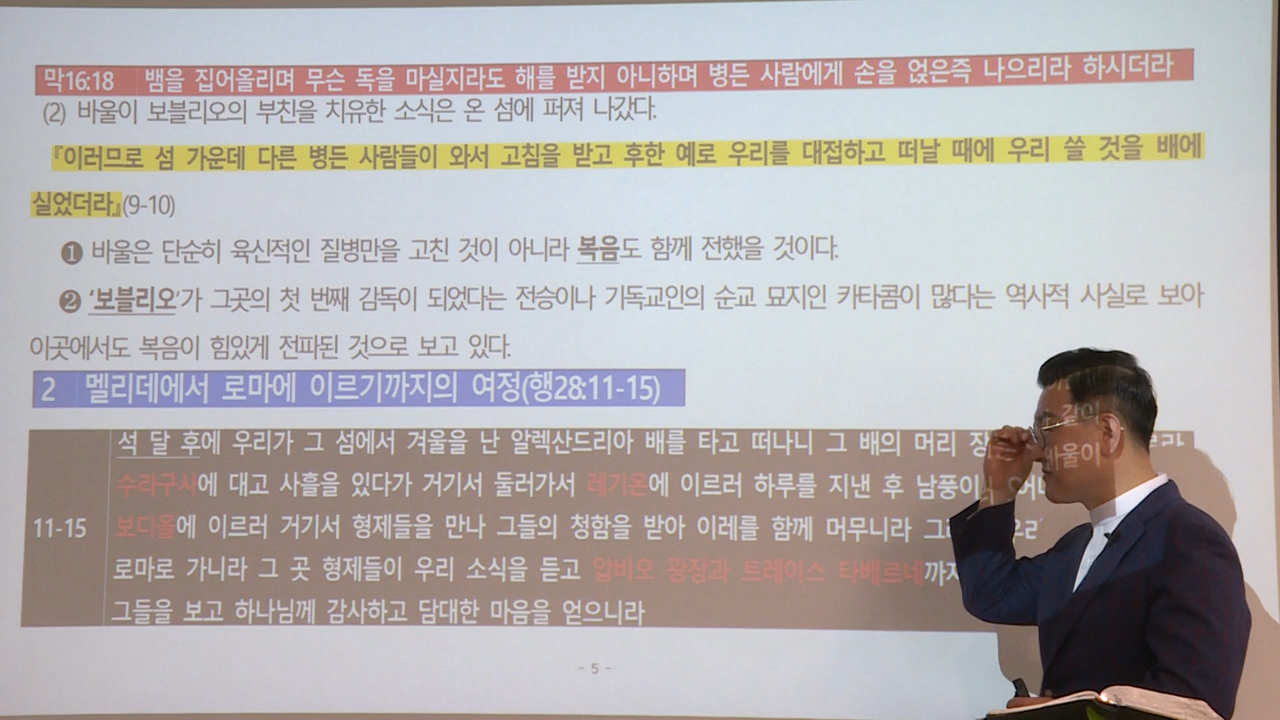 막16:18 뱀을 집어올리며 무슨 독을 마실지라도 해를 받지 아니하며 병든 사람에게 손을 얹은즉 나으리라 하시더라
(2) 바울이 보블리오의 부친을 치유한 소식은 온 섬에 퍼져 나갔다.
『이러므로 섬 가운데 다른 병든 사람들이 와서 고침을 받고 후한 예로 우리를 대접하고 떠날 때에 우리 쓸 것을 배에
실었더라』(9-10)
❶ 바울은 단순히 육신적인 질병만을 고친 것이 아니라 복음도 함께 전했을 것이다.
❷ '보블리오'가 그곳의 첫 번째 감독이 되었다는 전승이나 기독교인의 순교 묘지인 카타콤이 많다는 역사적 사실로 보아
이곳에서도 복음이 힘있게 전파된 것으로 보고 있다.
2 멜리데에서 로마에 이르기까지의 여정(행28:11-15)
석 달 후에 우리가 그 섬에서 겨울을 난 알렉산드리아 배를 타고 떠나니 그 배의 머리
수라구사에 대고 사흘을 있다가 거기서 둘러가서 레기온에 이르러 하루를 지낸 후 남풍이
11-15 보디올에 이르러 거기서 형제들을 만나 그들의 청함을 받아 이레를 함께 머무니라
로마로 가니라 그 곳 형제들이 우리 소식을 듣고 압비오 광장과 트레이스 타베르네까지
그들을 보고 하나님께 감사하고 담대한 마음을 얻으니라
같이
바울이
- 5 -